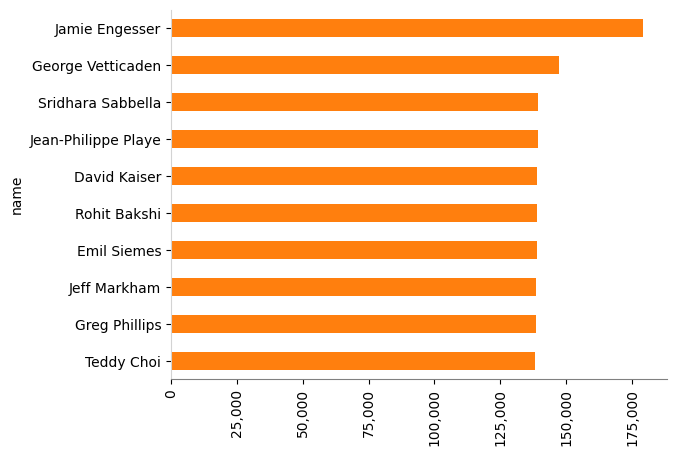 Jamie Engesser
George Vetticaden
Sridhara Sabbella
Jean-Philippe Playe
David Kaiser
Rohit Bakshi
Emil Siemes
Jeff Markham
Greg Phillips
Teddy Choi
name
0
25,000
50,000
75,000
100,000
125,000
150,000
175,000